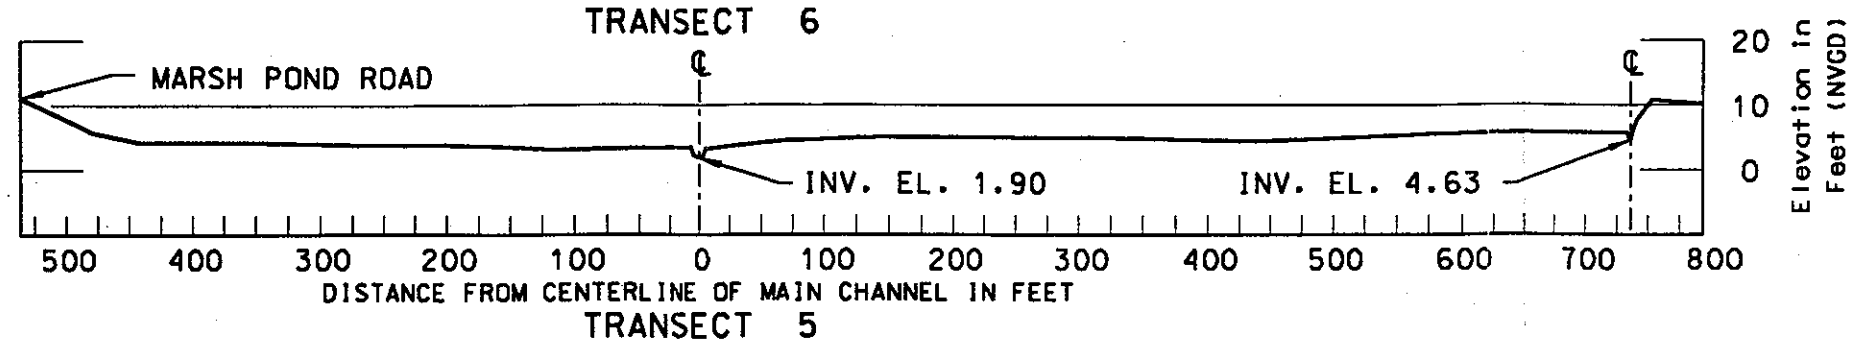 TRANSECT 6
MARSH POND ROAD
℄
℄
20
10
0
Elevation in
Feet (NVGD)
INV. EL. 1.90
INV. EL. 4.63
500 400 300 200 100 0 100 200 300 400 500 600 700 800
DISTANCE FROM CENTERLINE OF MAIN CHANNEL IN FEET
TRANSECT 5